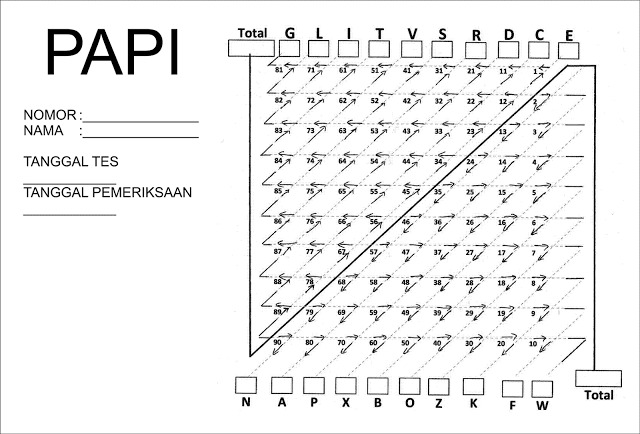 PAPI
NOMOR :
NAMA :
TANGGAL TES
TANGGAL PEMERIKSAAN
Total G L I T V S R D C E
81 71 61 51 41 31 21 11 1
82 72 62 52 42 32 22 12 2
83 73 63 53 43 33 23 13 3
84 74 64 54 44 34 24 14 4
85 75 65 55 45 35 25 15 5
86 76 66 56 46 36 26 16 6
87 77 67 57 47 37 27 17 7
88 78 68 58 48 38 28 18 8
89 79 69 59 49 39 29 19 9
90 80 70 60 50 40 30 20 10
Total
N A P X B O Z K F W